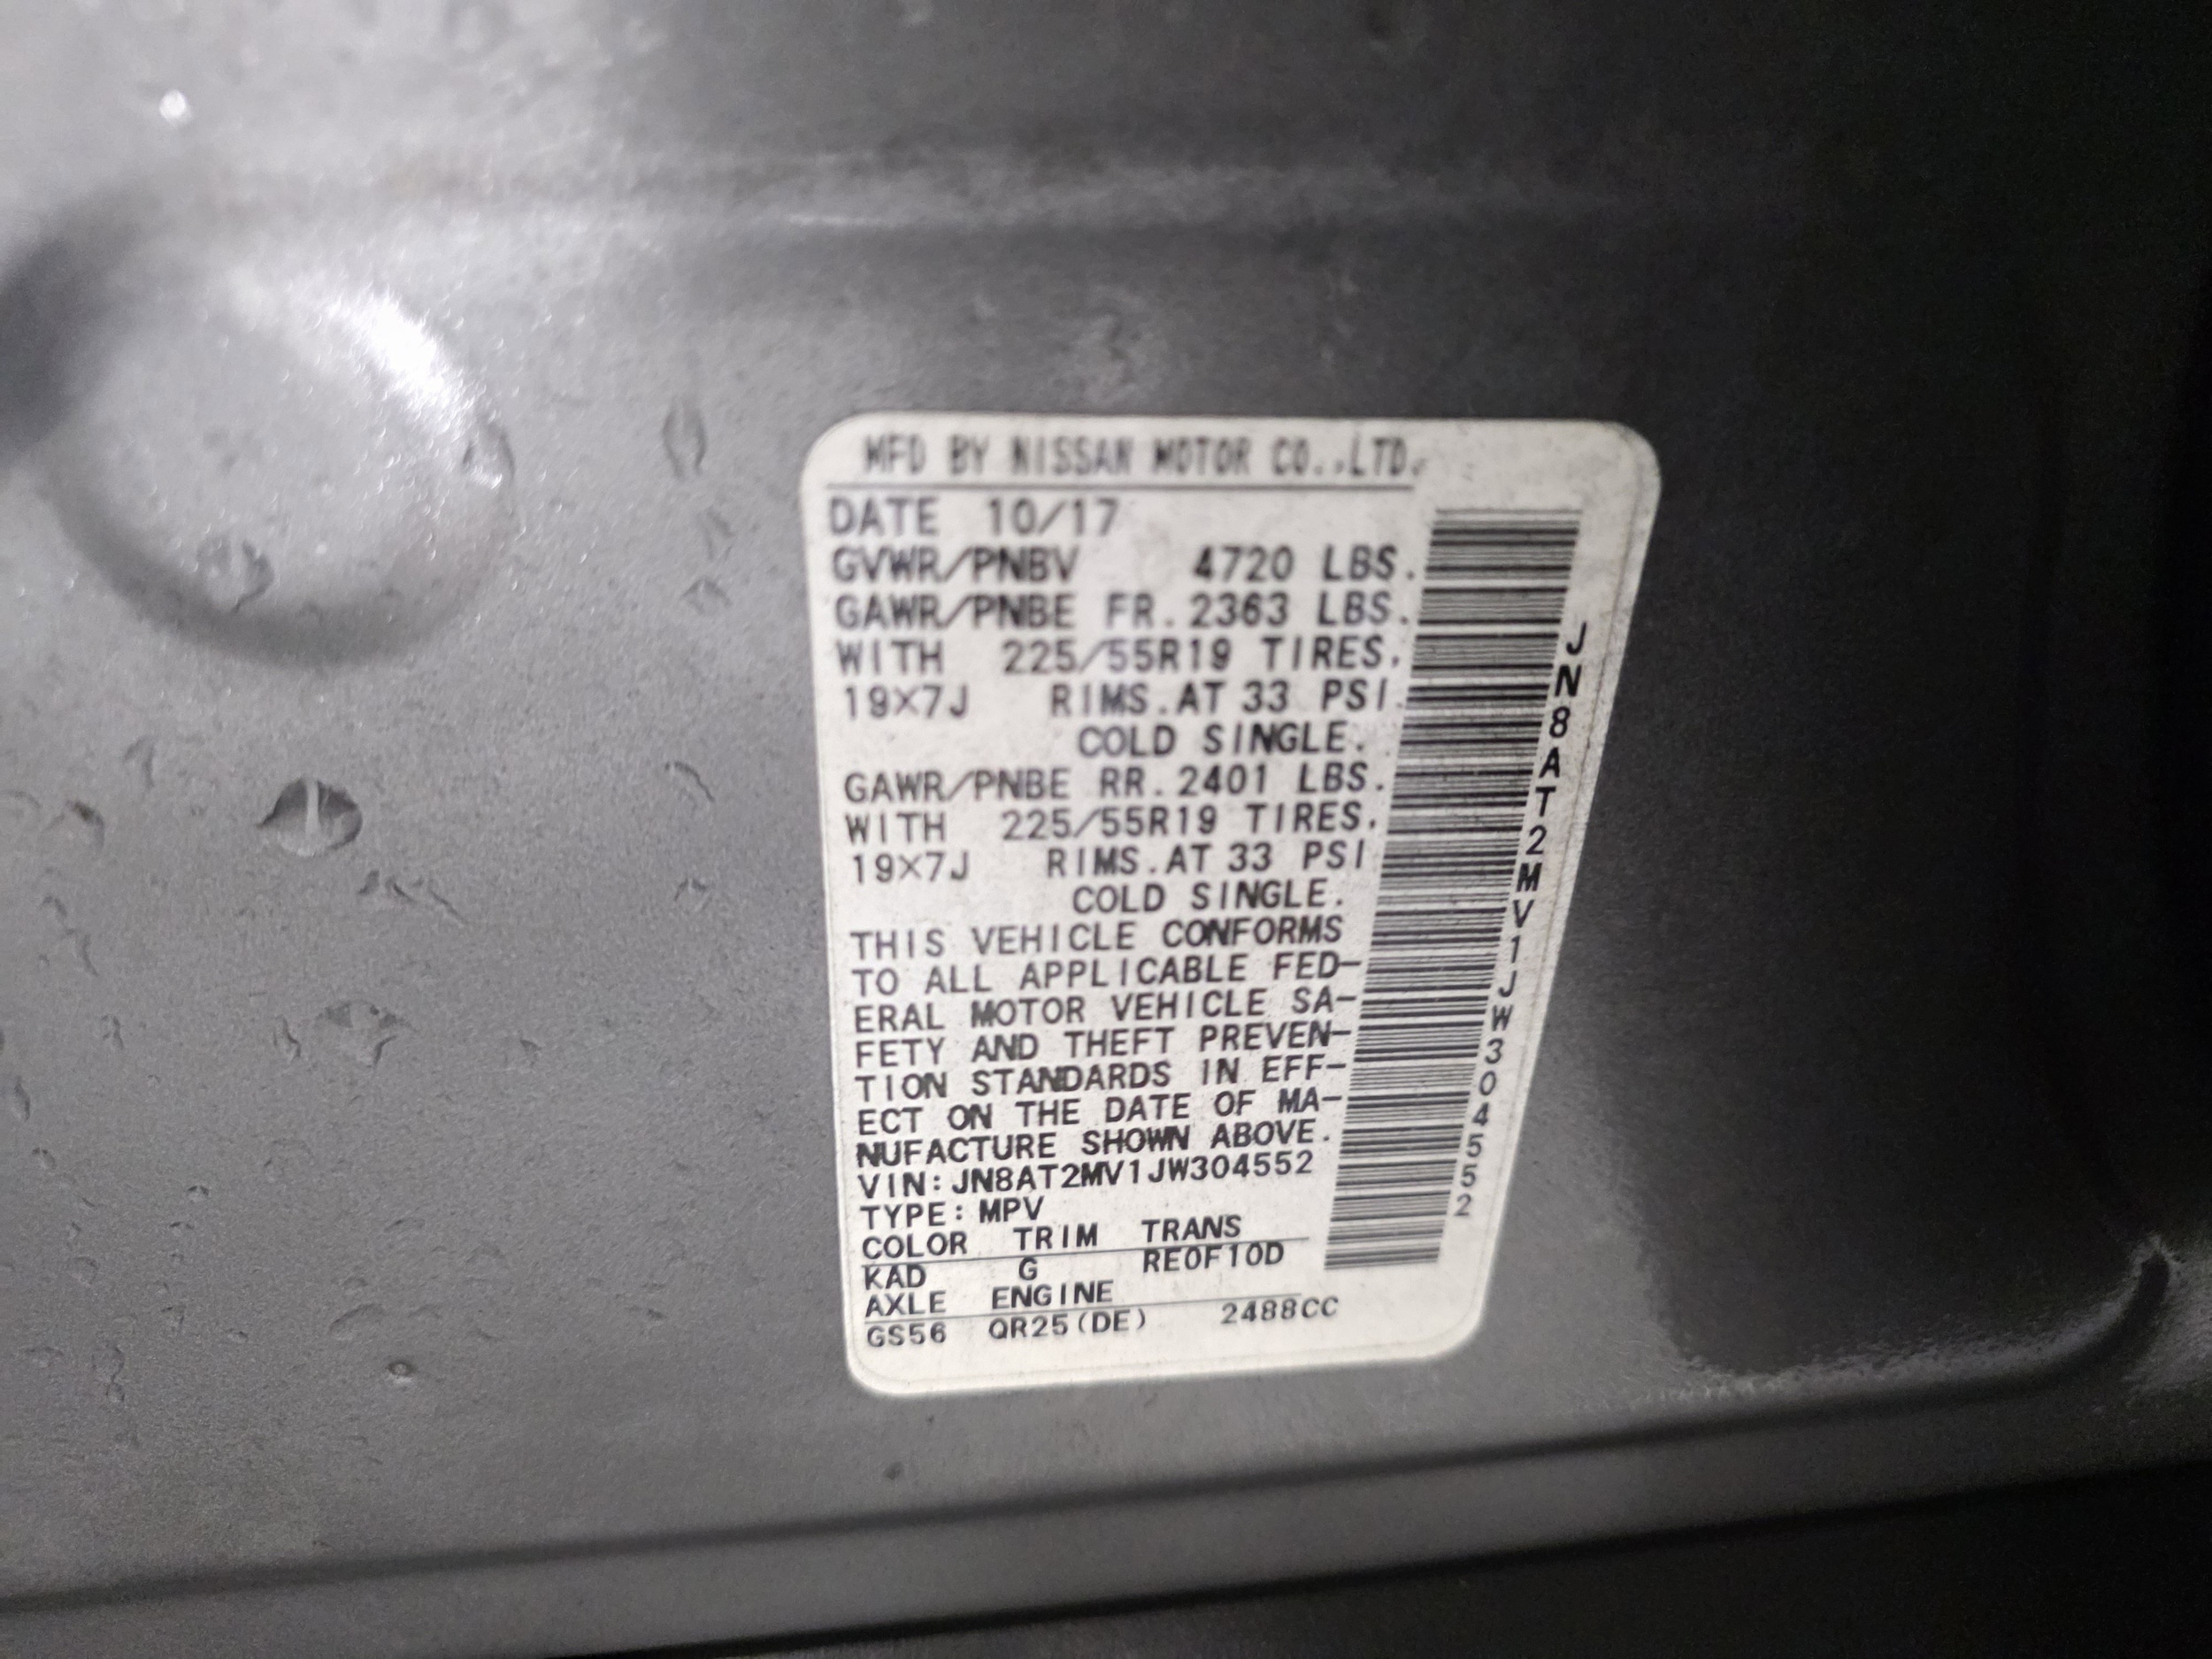 MFD BY NISSAN MOTOR CO.,LTD.
DATE 10/17
GVWR/PNBV 4720 LBS.
GAWR/PNBE FR. 2363 LBS.
WITH 225/55R19 TIRES.
19X7J RIMS.AT 33 PSI.
COLD SINGLE.
GAWR/PNBE RR. 2401 LBS.
WITH 225/55R19 TIRES.
19X7J RIMS.AT 33 PSI
COLD SINGLE.
THIS VEHICLE CONFORMS
TO ALL APPLICABLE FED-
ERAL MOTOR VEHICLE SA-
FETY AND THEFT PREVEN-
TION STANDARDS IN EFF-
ECT ON THE DATE OF MA-
NUFACTURE SHOWN ABOVE.
VIN: JN8AT2MV1JW304552
TYPE: MPV
COLOR TRIM TRANS
KAD G RE0F10D
AXLE ENGINE
GS56 QR25(DE) 2488CC
JN8AT2MV1JW304552